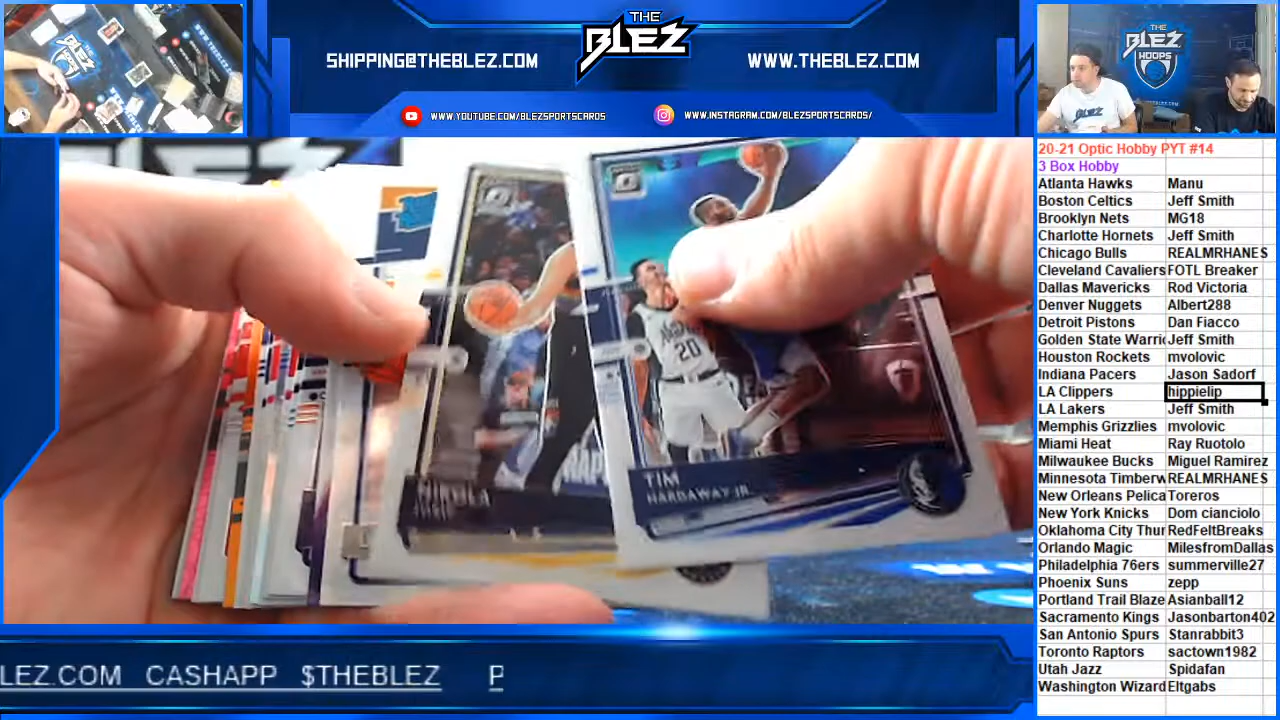 THE
BLEZ
SHIPPING@THEBLEZ.COM
WWW.THEBLEZ.COM
WWW.YOUTUBE.COM/BLEZSPORTSCARDS
WWW.INSTAGRAM.COM/BLEZSPORTSCARDS/
THE
BLEZ
HOOPS
20-21 Optic Hobby PYT #14
3 Box Hobby
Atlanta Hawks Manu
Boston Celtics Jeff Smith
Brooklyn Nets MG18
Charlotte Hornets Jeff Smith
Chicago Bulls REALMRHANES
Cleveland Cavaliers FOTL Breaker
Dallas Mavericks Rod Victoria
Denver Nuggets Albert288
Detroit Pistons Dan Fiacco
Golden State Warri Jeff Smith
Houston Rockets mvolovic
Indiana Pacers Jason Sadorf
LA Clippers hippielip
LA Lakers Jeff Smith
Memphis Grizzlies mvolovic
Miami Heat Ray Ruotolo
Milwaukee Bucks Miguel Ramirez
Minnesota Timberw REALMRHANES
New Orleans Pelica Toreros
New York Knicks Dom cianciolo
Oklahoma City Thu RedFeltBreaks
Orlando Magic MilesfromDallas
Philadelphia 76ers summerville27
Phoenix Suns zepp
Portland Trail Blaze Asianball12
Sacramento Kings Jasonbarton402
San Antonio Spurs Stanrabbit3
Toronto Raptors sactown1982
Utah Jazz Spidafan
Washington Wizard Eltgabs
20
TIM
HARDAWAY JR.
NIKOLA
LEZ.COM CASHAPP $THEBLEZ P